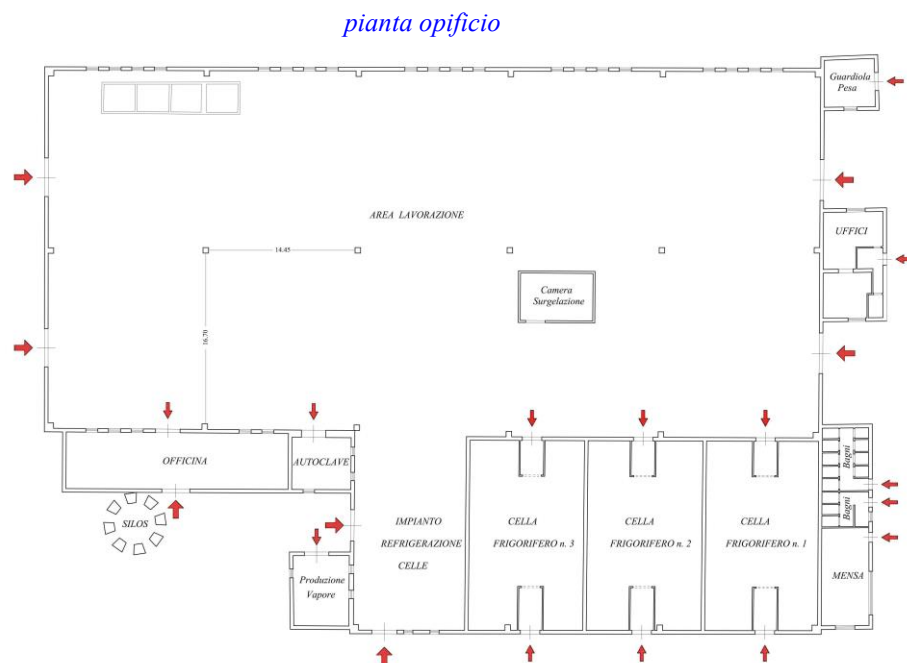 pianta opificio
Guardiola
Pesa
AREA LAVORAZIONE
UFFICI
14.45
Camera
Surgelazione
16,70
OFFICINA
AUTOCLAVE
Bagni
Bagni
SILOS
IMPIANTO
REFRIGERAZIONE
CELLE
CELLA
FRIGORIFERO n. 3
CELLA
FRIGORIFERO n. 2
CELLA
FRIGORIFERO n. 1
MENSA
Produzione
Vapore